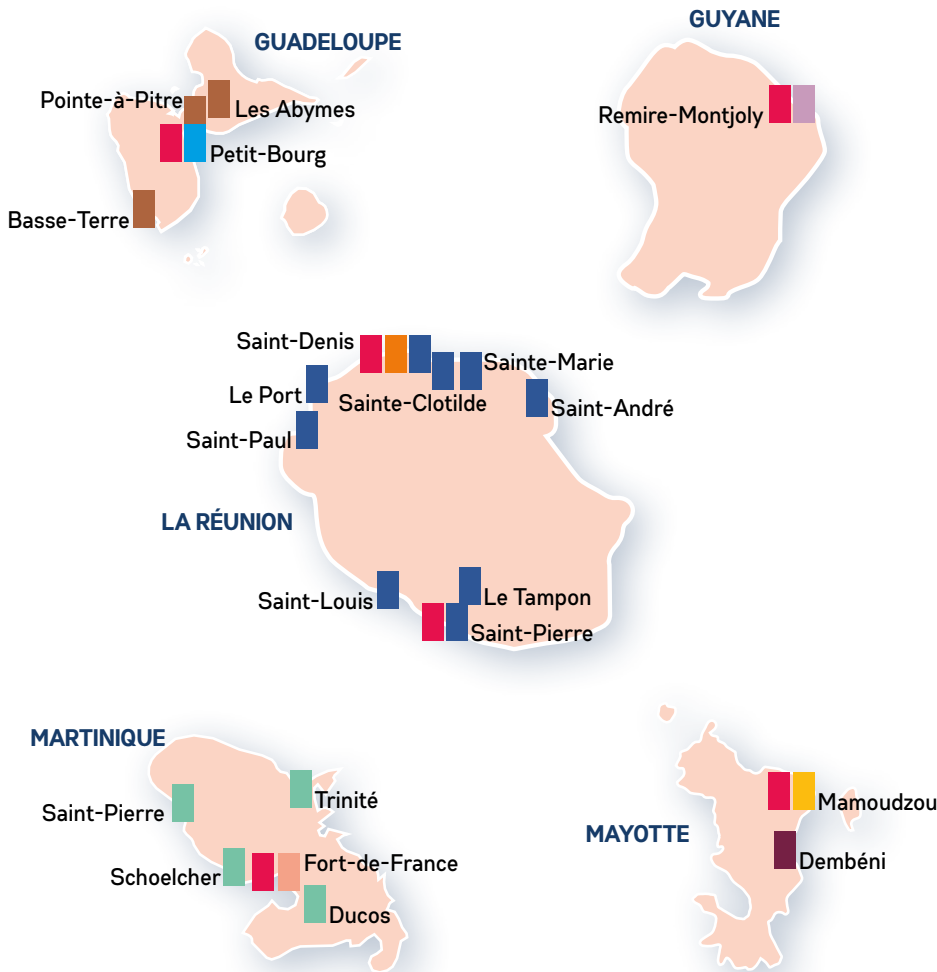 GUADELOUPE
Pointe-à-Pitre
Les Abymes
Petit-Bourg
Basse-Terre
GUYANE
Remire-Montjoly
Saint-Denis
Sainte-Marie
Le Port
Sainte-Clotilde
Saint-André
Saint-Paul
LA RÉUNION
Saint-Louis
Le Tampon
Saint-Pierre
MARTINIQUE
Trinité
Saint-Pierre
Fort-de-France
Schoelcher
Ducos
MAYOTTE
Mamoudzou
Dembéni